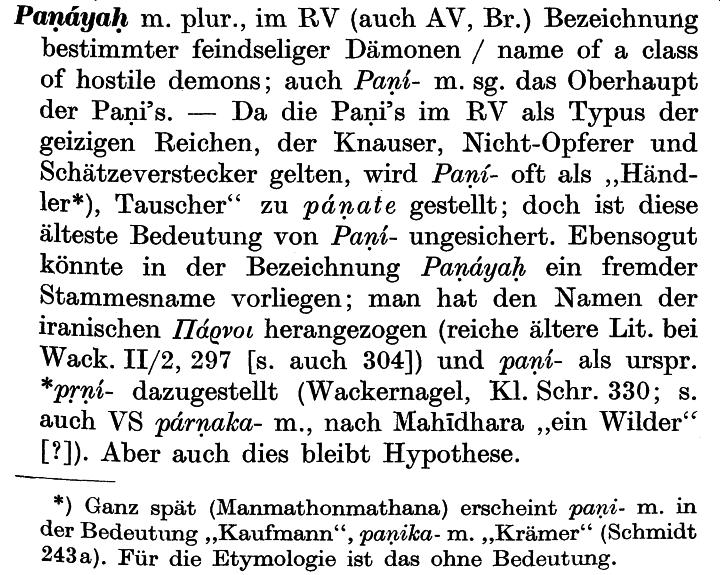 Paṇáyaḥ m. plur., im RV (auch AV, Br.) Bezeichnung
bestimmter feindseliger Dämonen / name of a class
of hostile demons; auch Paṇí- m. sg. das Oberhaupt
der Paṇi's. — Da die Paṇi's im RV als Typus der
geizigen Reichen, der Knauser, Nicht-Opferer und
Schätzeverstecker gelten, wird Paṇí- oft als ,,Händ-
ler*), Tauscher“ zu páṇate gestellt; doch ist diese
älteste Bedeutung von Paṇí- ungesichert. Ebensogut
könnte in der Bezeichnung Paṇáyaḥ ein fremder
Stammesname vorliegen; man hat den Namen der
iranischen Πάρνοι herangezogen (reiche ältere Lit. bei
Wack. II/2, 297 [s. auch 304]) und paṇí- als urspr.
*pṛṇí- dazugestellt (Wackernagel, Kl. Schr. 330; s.
auch VS párṇaka- m., nach Mahīdhara ,,ein Wilder“
[?]). Aber auch dies bleibt Hypothese.
*) Ganz spät (Manmathonmathana) erscheint paṇi- m. in
der Bedeutung ,,Kaufmann“, paṇika- m. ,,Krämer“ (Schmidt
243a). Für die Etymologie ist das ohne Bedeutung.